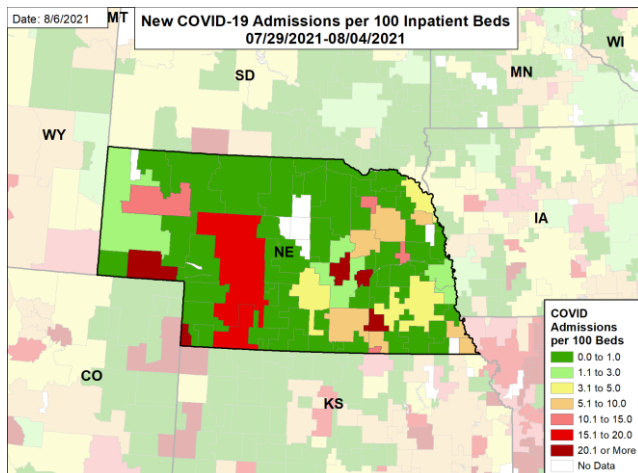 Date: 8/6/2021
New COVID-19 Admissions per 100 Inpatient Beds
07/29/2021-08/04/2021
MT
WI
MN
SD
WY
IA
NE
CO
KS
COVID
Admissions
per 100 Beds
0.0 to 1.0
1.1 to 3.0
3.1 to 5.0
5.1 to 10.0
10.1 to 15.0
15.1 to 20.0
20.1 or More
No Data